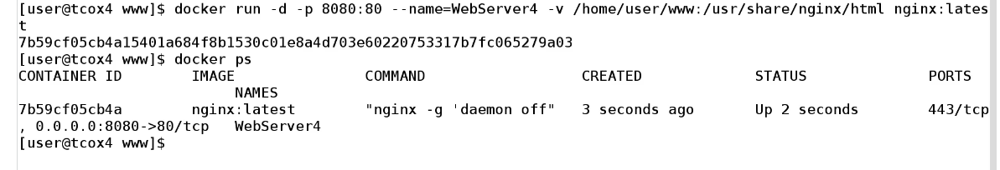 [user@tcox4 www]$ docker run -d -p 8080:80 --name=WebServer4 -v /home/user/www:/usr/share/nginx/html nginx:lates
t
7b59cf05cb4a15401a684f8b1530c01e8a4d703e60220753317b7fc065279a03
[user@tcox4 www]$ docker ps
CONTAINER ID        IMAGE               COMMAND                  CREATED             STATUS              PORTS
                         NAMES
7b59cf05cb4a        nginx:latest        "nginx -g 'daemon off"   3 seconds ago       Up 2 seconds        443/tcp
, 0.0.0.0:8080->80/tcp   WebServer4
[user@tcox4 www]$